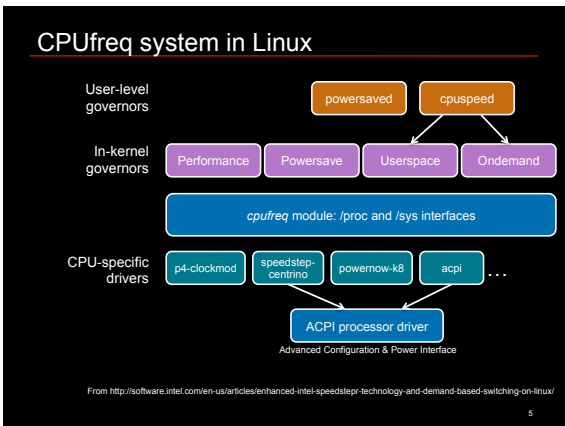 CPUfreq system in Linux
User-level
governors
powersaved
cpuspeed
In-kernel
governors
Performance
Powersave
Userspace
Ondemand
cpufreq module: /proc and /sys interfaces
CPU-specific
drivers
p4-clockmod
speedstep-
centrino
powernow-k8
acpi
...
ACPI processor driver
Advanced Configuration & Power Interface
From http://software.intel.com/en-us/articles/enhanced-intel-speedstepr-technology-and-demand-based-switching-on-linux/
5